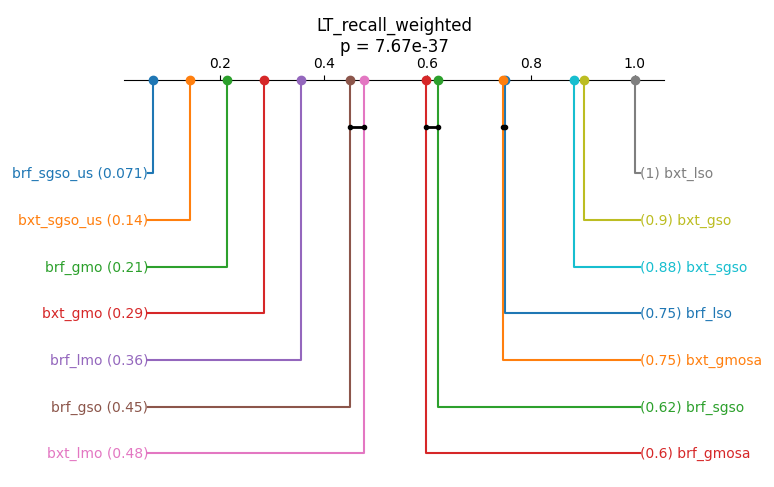 LT_recall_weighted
p = 7.67e-37
0.2 0.4 0.6 0.8 1.0
brf_sgso_us (0.071) (1) bxt_lso
bxt_sgso_us (0.14) (0.9) bxt_gso
brf_gmo (0.21) (0.88) bxt_sgso
bxt_gmo (0.29) (0.75) brf_lso
brf_lmo (0.36) (0.75) bxt_gmosa
brf_gso (0.45) (0.62) brf_sgso
bxt_lmo (0.48) (0.6) brf_gmosa